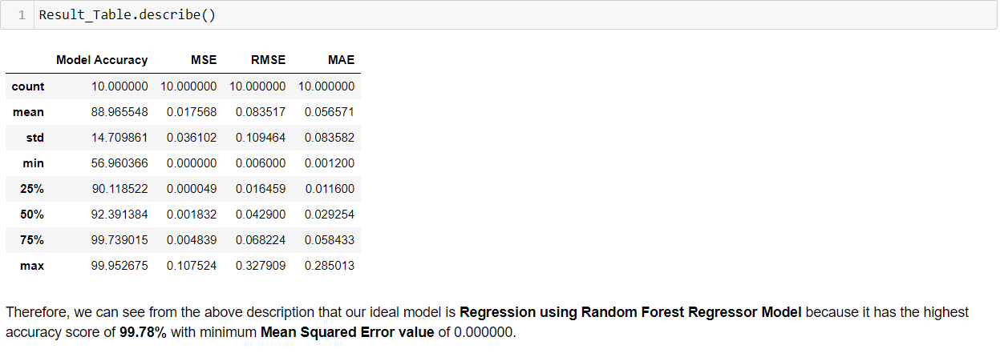 1 Result_Table.describe()
Model Accuracy MSE RMSE MAE
count 10.000000 10.000000 10.000000 10.000000
mean 88.965548 0.017568 0.083517 0.056571
std 14.709861 0.036102 0.109464 0.083582
min 56.960366 0.000000 0.006000 0.001200
25% 90.118522 0.000049 0.016459 0.011600
50% 92.391384 0.001832 0.042900 0.029254
75% 99.739015 0.004839 0.068224 0.058433
max 99.952675 0.107524 0.327909 0.285013
Therefore, we can see from the above description that our ideal model is Regression using Random Forest Regressor Model because it has the highest
accuracy score of 99.78% with minimum Mean Squared Error value of 0.000000.